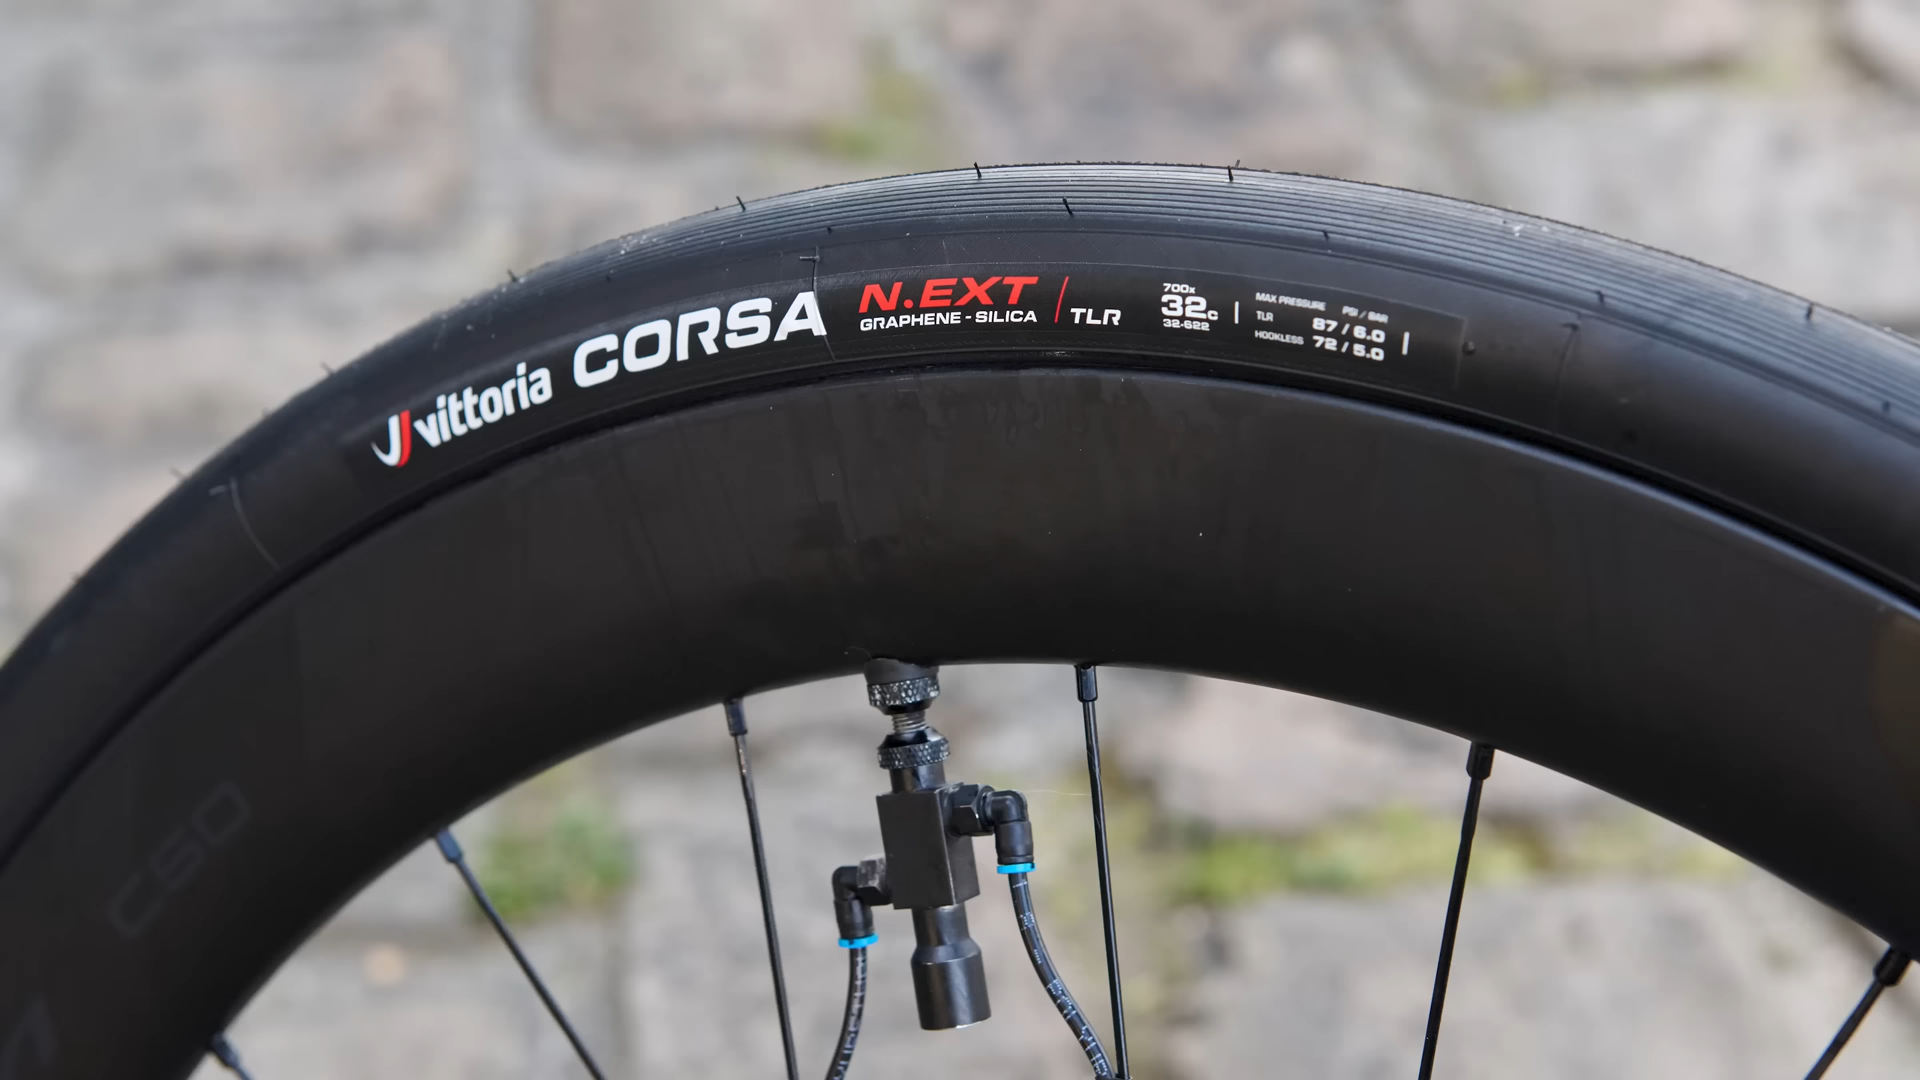 vittoria CORSA N.EXT
GRAPHENE - SILICA
TLR
700x
32c
32-622
MAX PRESSURE PSI / BAR
TLR 87 / 6.0
HOOKLESS 72 / 5.0